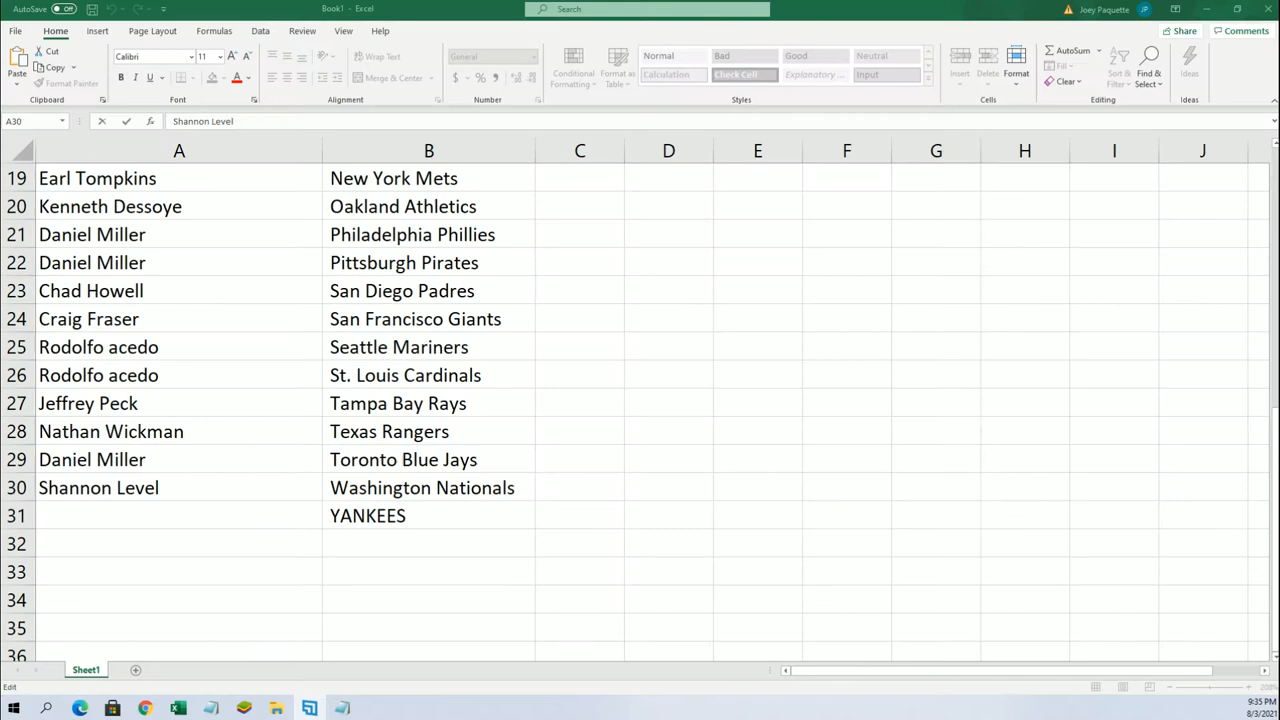 AutoSave Off
Book1 - Excel
Search
Joey Paquette JP
File Home Insert Page Layout Formulas Data Review View Help
Share Comments
Paste
Cut
Copy
Format Painter
Clipboard
Calibri 11
B I U
Font
Wrap Text
Merge & Center
Alignment
General
$ % ,
Number
Conditional Formatting
Format as Table
Normal Bad Good Neutral
Calculation Check Cell Explanatory ... Input
Styles
Insert Delete Format
Cells
AutoSum
Fill
Clear
Sort & Filter
Find & Select
Editing
Ideas
Ideas
A30 fx Shannon Level
A B C D E F G H I J
19 Earl Tompkins New York Mets
20 Kenneth Dessoye Oakland Athletics
21 Daniel Miller Philadelphia Phillies
22 Daniel Miller Pittsburgh Pirates
23 Chad Howell San Diego Padres
24 Craig Fraser San Francisco Giants
25 Rodolfo acedo Seattle Mariners
26 Rodolfo acedo St. Louis Cardinals
27 Jeffrey Peck Tampa Bay Rays
28 Nathan Wickman Texas Rangers
29 Daniel Miller Toronto Blue Jays
30 Shannon Level Washington Nationals
31 YANKEES
32
33
34
35
36
Sheet1
Edit
208%
9:35 PM
8/3/2021